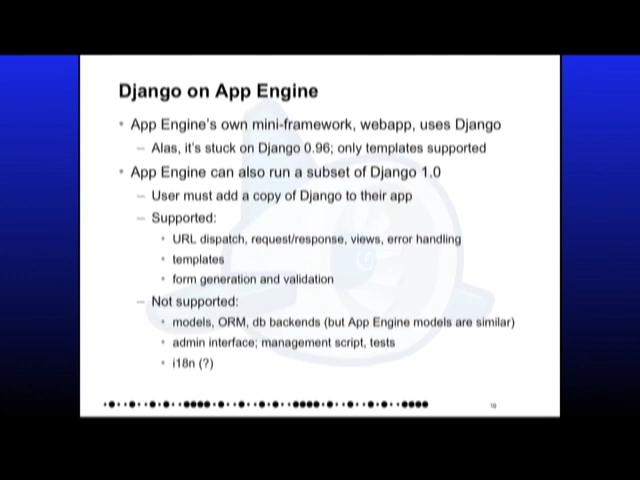 Django on App Engine
• App Engine's own mini-framework, webapp, uses Django
– Alas, it's stuck on Django 0.96; only templates supported
• App Engine can also run a subset of Django 1.0
– User must add a copy of Django to their app
– Supported:
• URL dispatch, request/response, views, error handling
• templates
• form generation and validation
– Not supported:
• models, ORM, db backends (but App Engine models are similar)
• admin interface; management script, tests
• i18n (?)